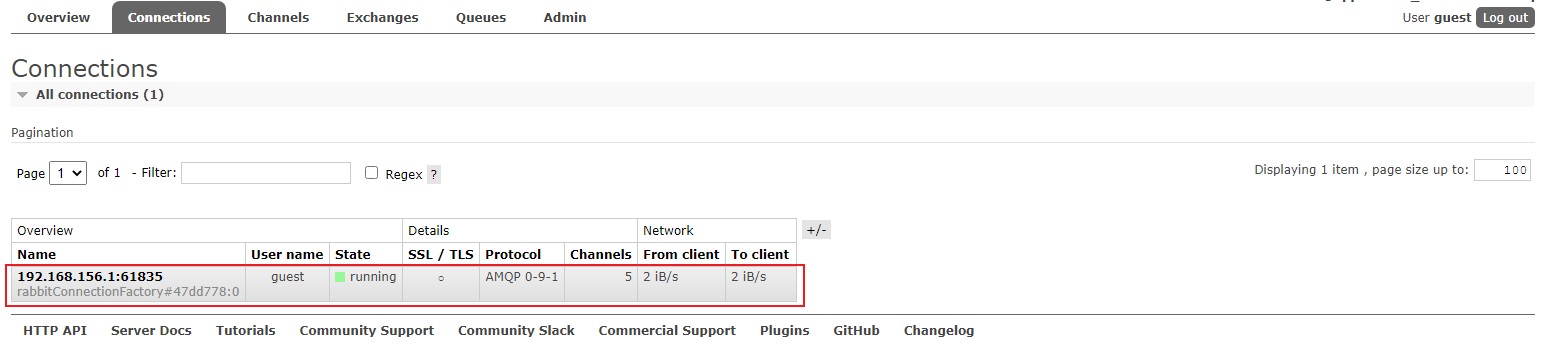 Overview Connections Channels Exchanges Queues Admin User guest Log out
Connections
All connections (1)
Pagination
Page 1 of 1 - Filter: Regex ? Displaying 1 item , page size up to: 100
Overview Details Network +/-
Name User name State SSL / TLS Protocol Channels From client To client
192.168.156.1:61835 guest running ○ AMQP 0-9-1 5 2 iB/s 2 iB/s
rabbitConnectionFactory#47dd778:0
HTTP API Server Docs Tutorials Community Support Community Slack Commercial Support Plugins GitHub Changelog